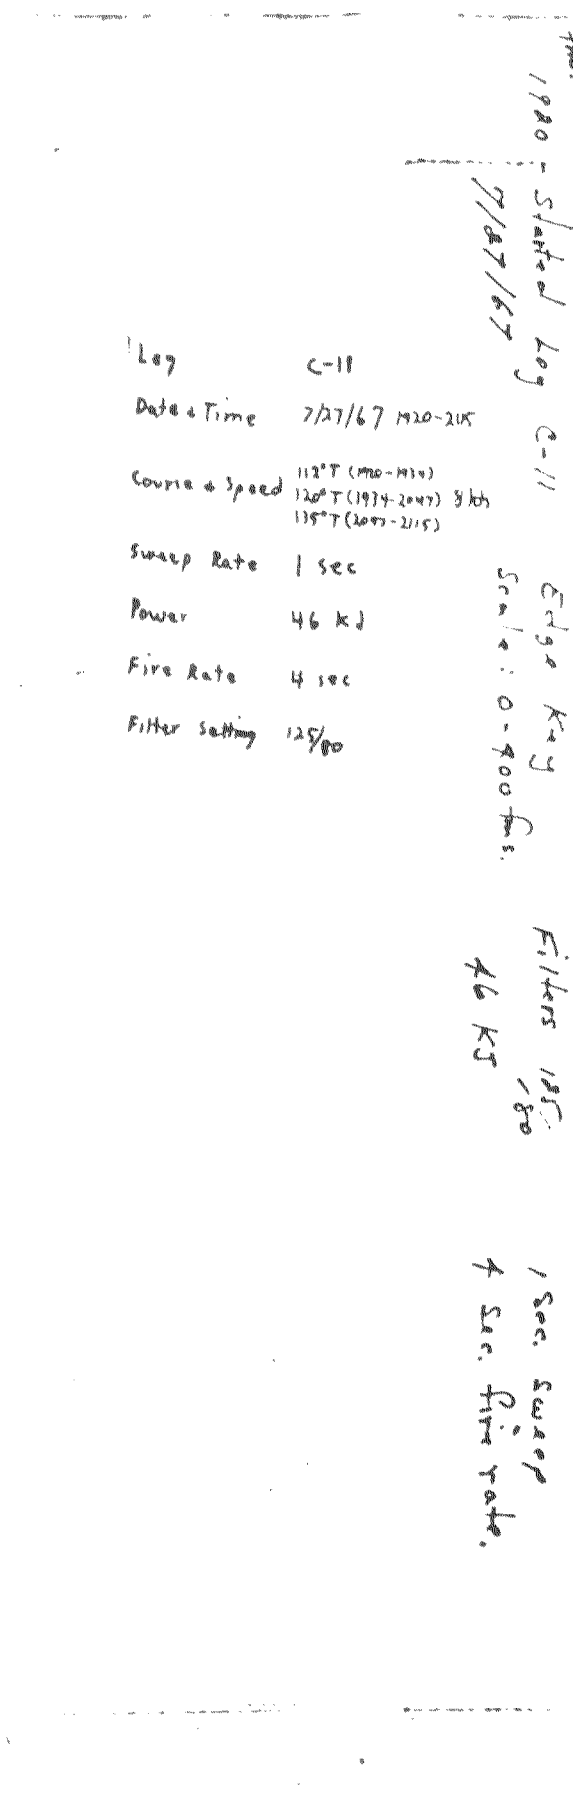 Leg C-11
Date & Time 7/27/67 1920-2115
Course & Speed 112°T (1920-1934)
120°T (1934-2047) 8 kts
135°T (2047-2115)
Sweep Rate 1 sec
Power 46 KJ
Fire Rate 4 sec
Filter Setting 125/80
1920 - Started Leg C-11 Edge Key Filters 125 1 Sec. Sweep
-80
7/27/67 Scale: 0-400 fms. 46 KJ 4 Sec. fire rate.